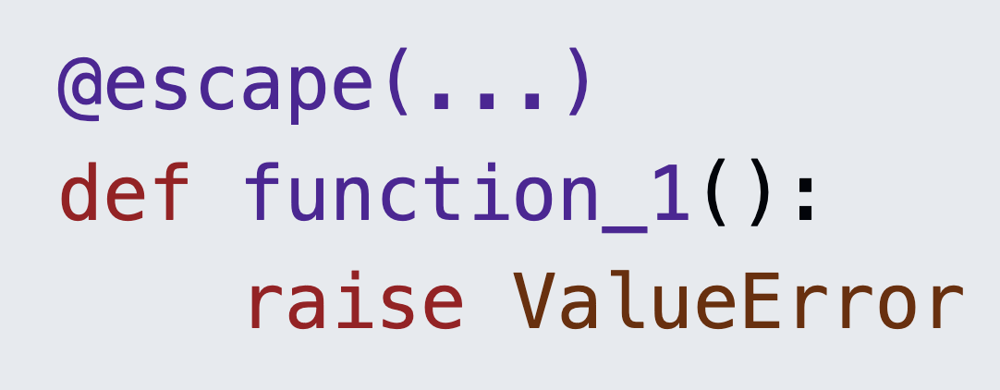 @escape(...)
def function_1():
    raise ValueError